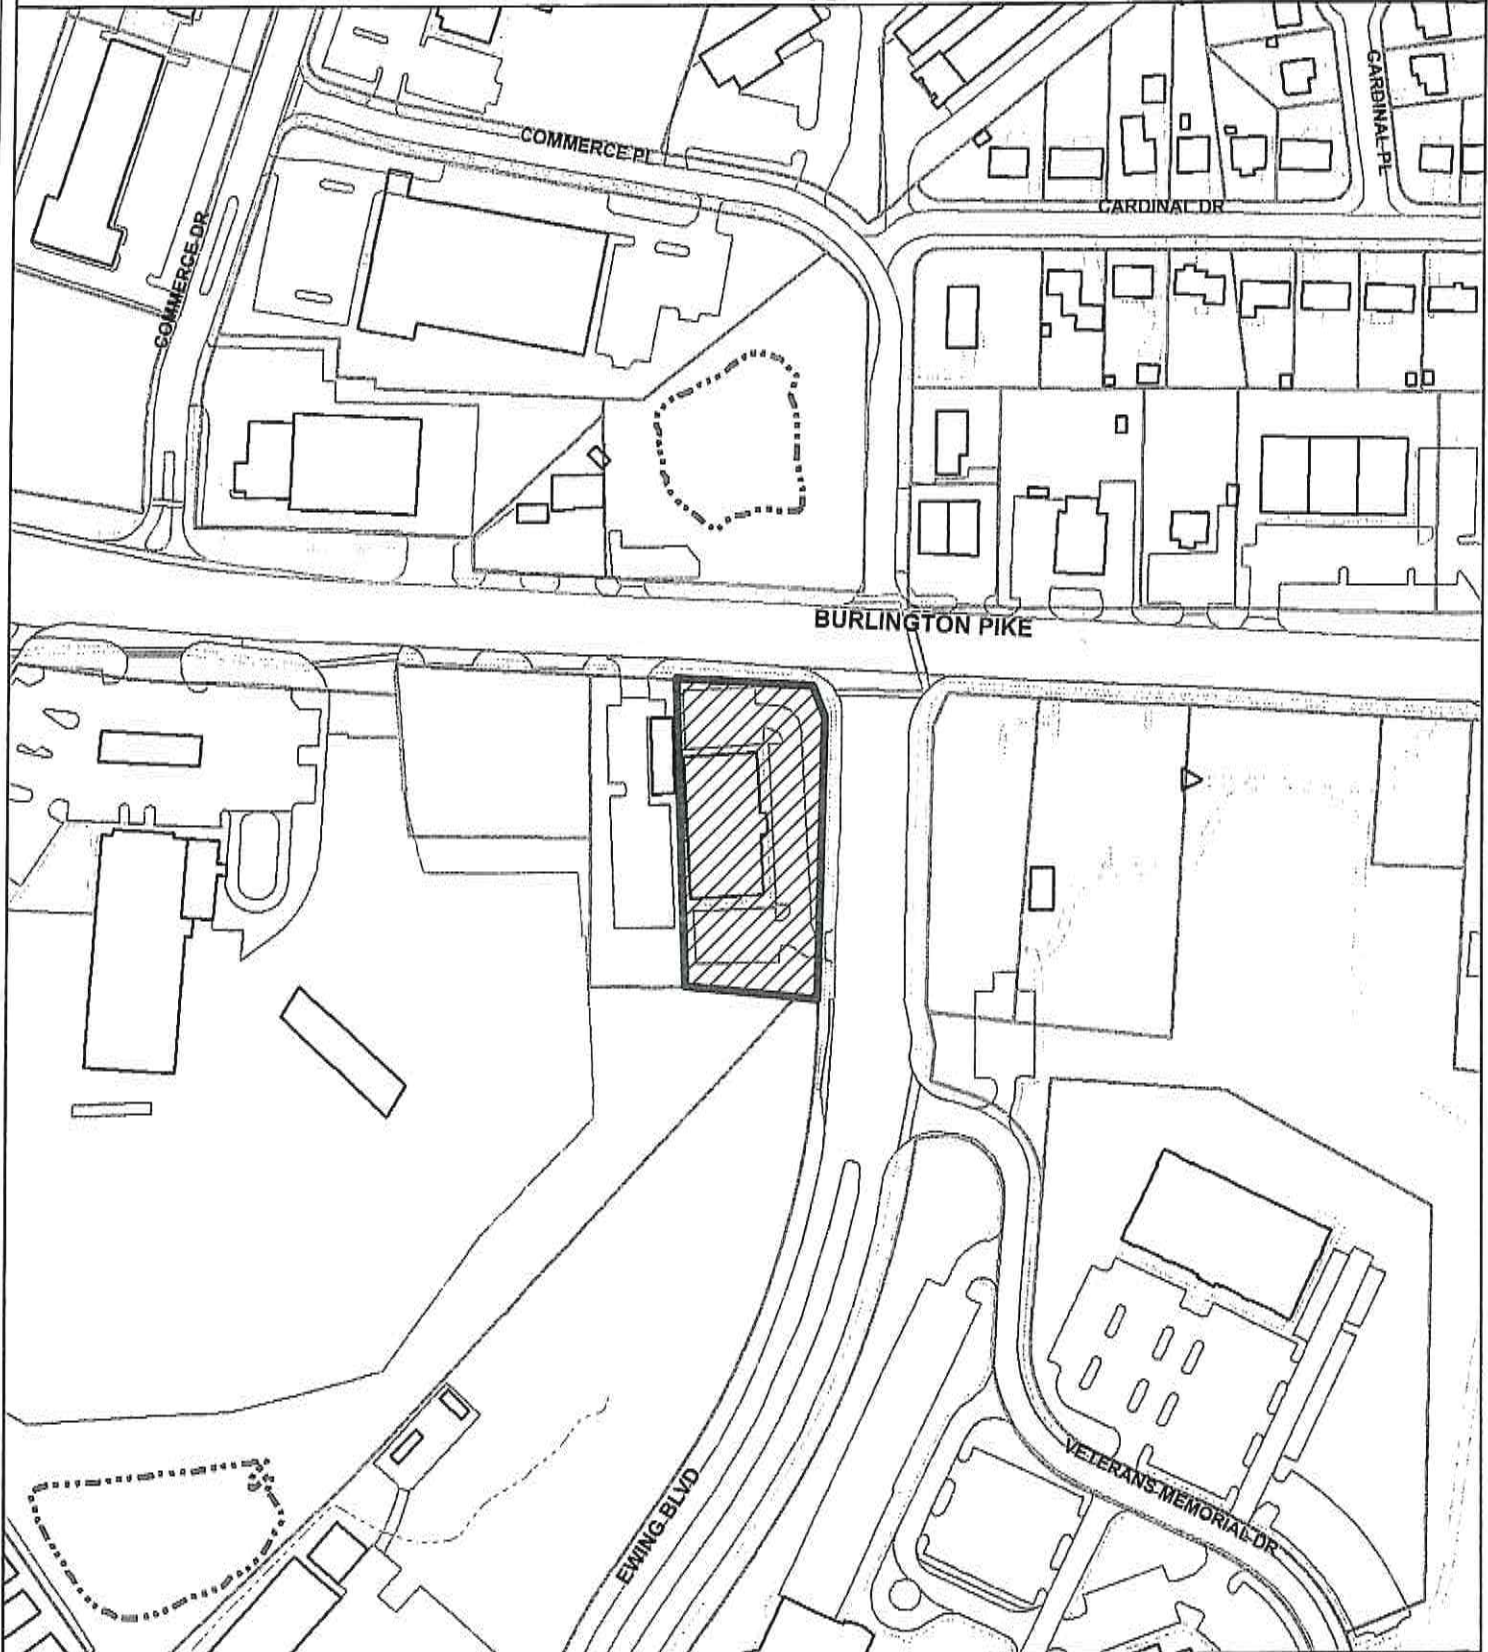 COMMERCE PL
CARDINAL PL
CARDINAL DR
COMMERCE DR
BURLINGTON PIKE
EWING BLVD
VETERANS MEMORIAL DR